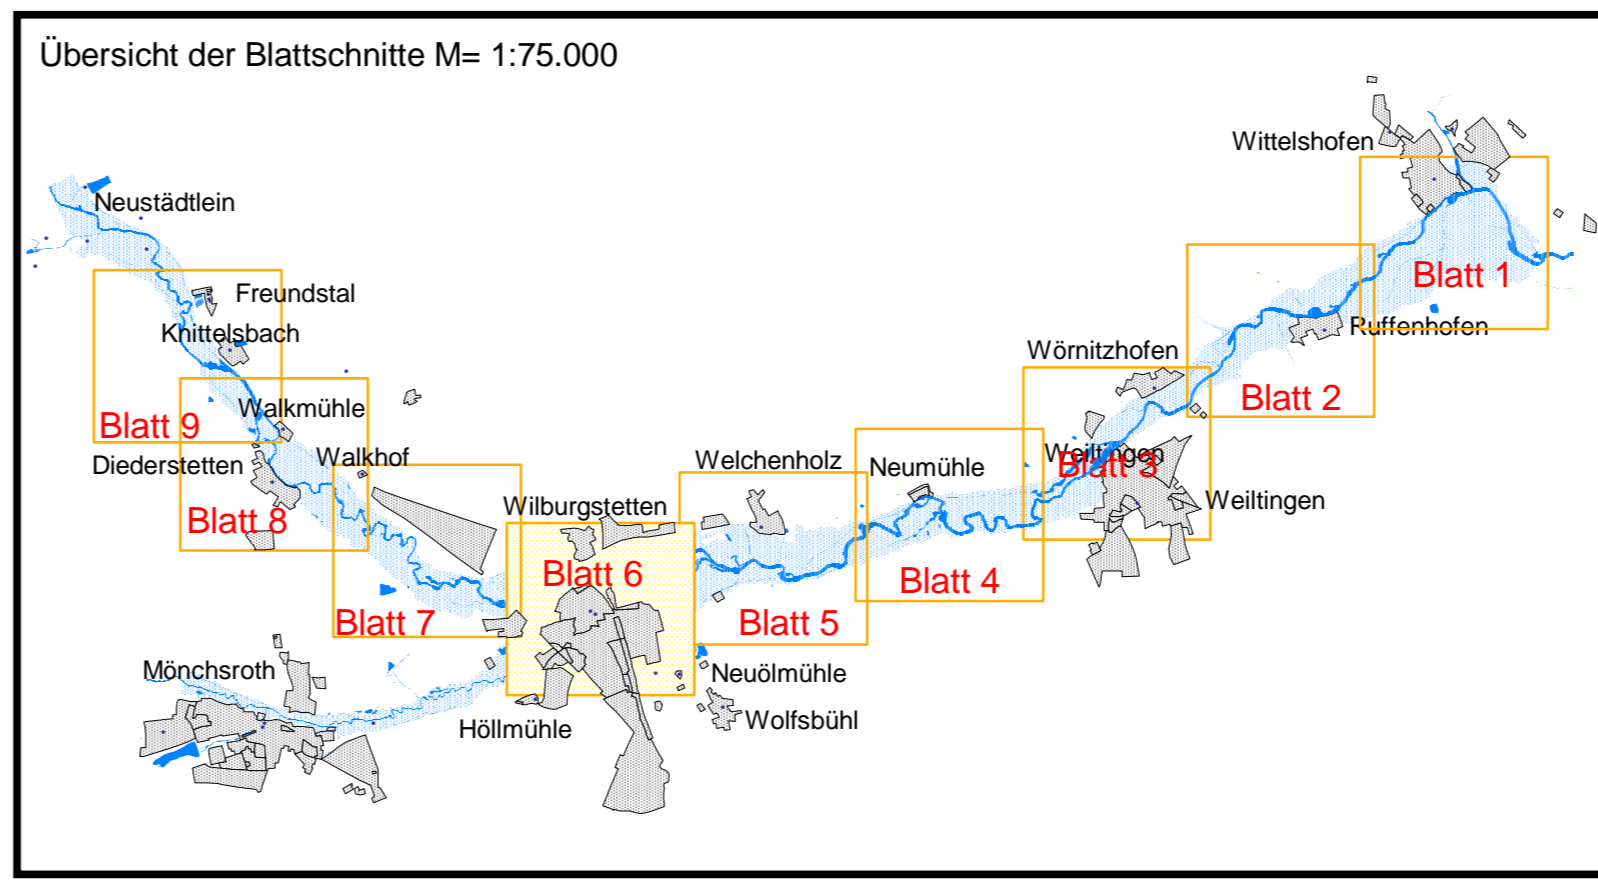 Übersicht der Blattschnitte M= 1:75.000
Wittelshofen
Neustädtlein
Blatt 1
Freundstal
Ruffenhofen
Knittelsbach
Wörnitzhofen
Blatt 2
Walkmühle
Blatt 9
Weiltingen
Walkhof
Welchenholz
Neumühle
Diederstetten
Blatt 3
Weiltingen
Wilburgstetten
Blatt 8
Blatt 6
Blatt 4
Blatt 7
Blatt 5
Mönchsroth
Neuölmühle
Höllmühle
Wolfsbühl